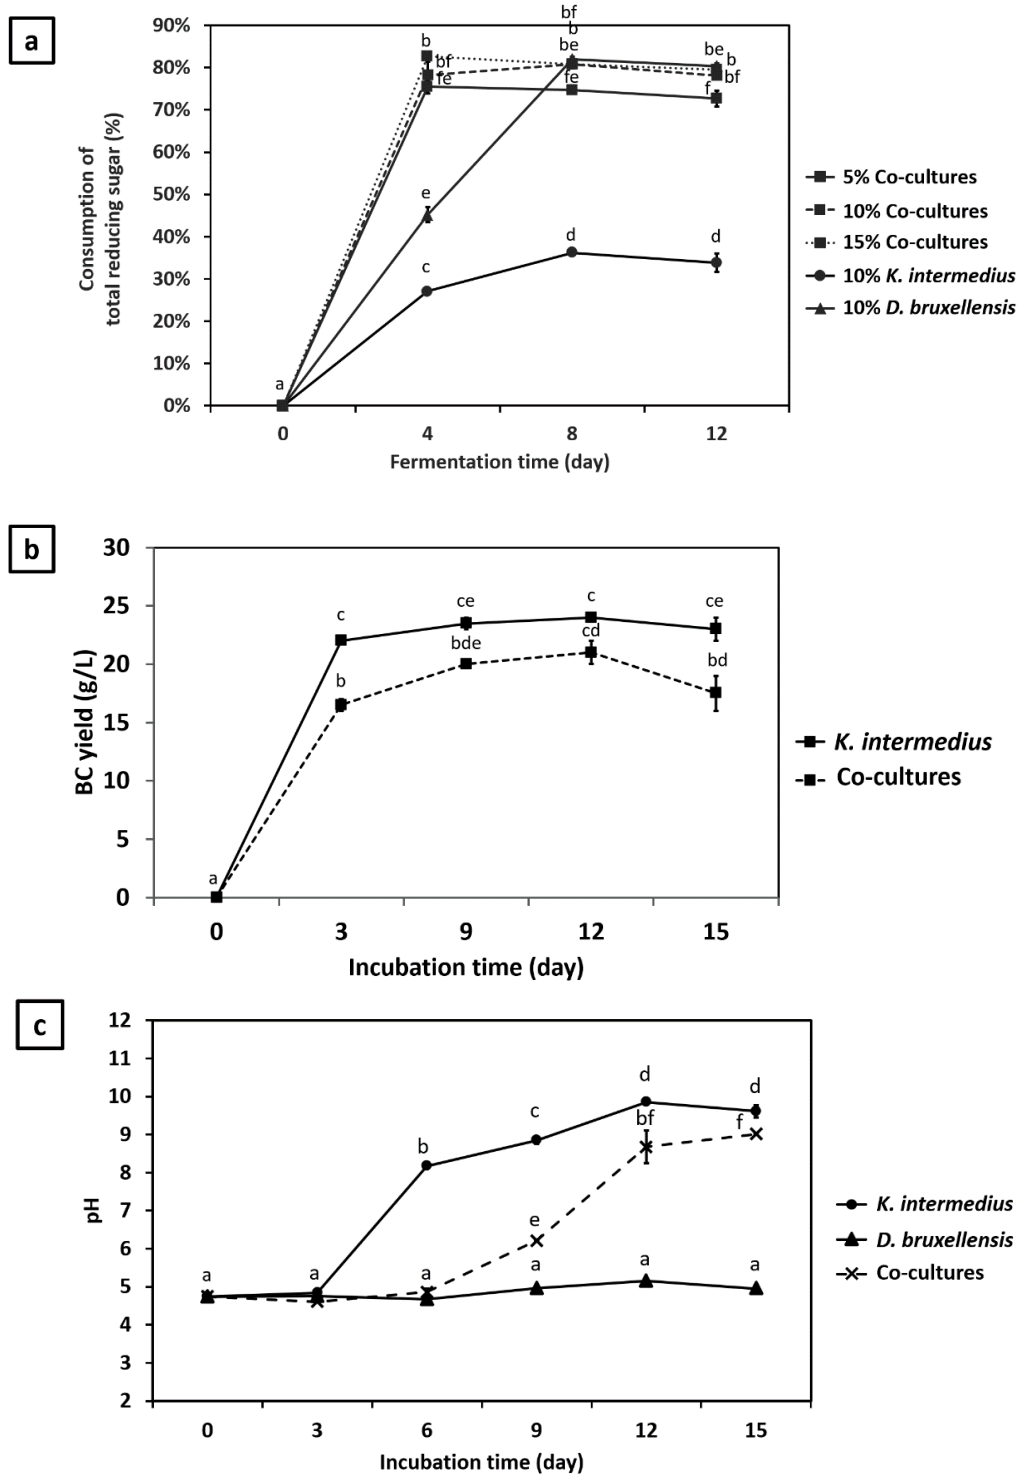 a
Consumption of
total reducing sugar (%)
90%
80%
70%
60%
50%
40%
30%
20%
10%
0%
bf
b
be
b
bf
fe
fe
be
b
bf
f
e
c
d
d
a
0
4
8
12
Fermentation time (day)
5% Co-cultures
10% Co-cultures
15% Co-cultures
10% K. intermedius
10% D. bruxellensis
b
BC yield (g/L)
30
25
20
15
10
5
0
c
ce
c
ce
b
bde
cd
bd
a
0
3
9
12
15
Incubation time (day)
K. intermedius
Co-cultures
c
pH
12
11
10
9
8
7
6
5
4
3
2
d
d
c
bf
f
b
e
a
a
a
a
a
a
0
3
6
9
12
15
Incubation time (day)
K. intermedius
D. bruxellensis
Co-cultures